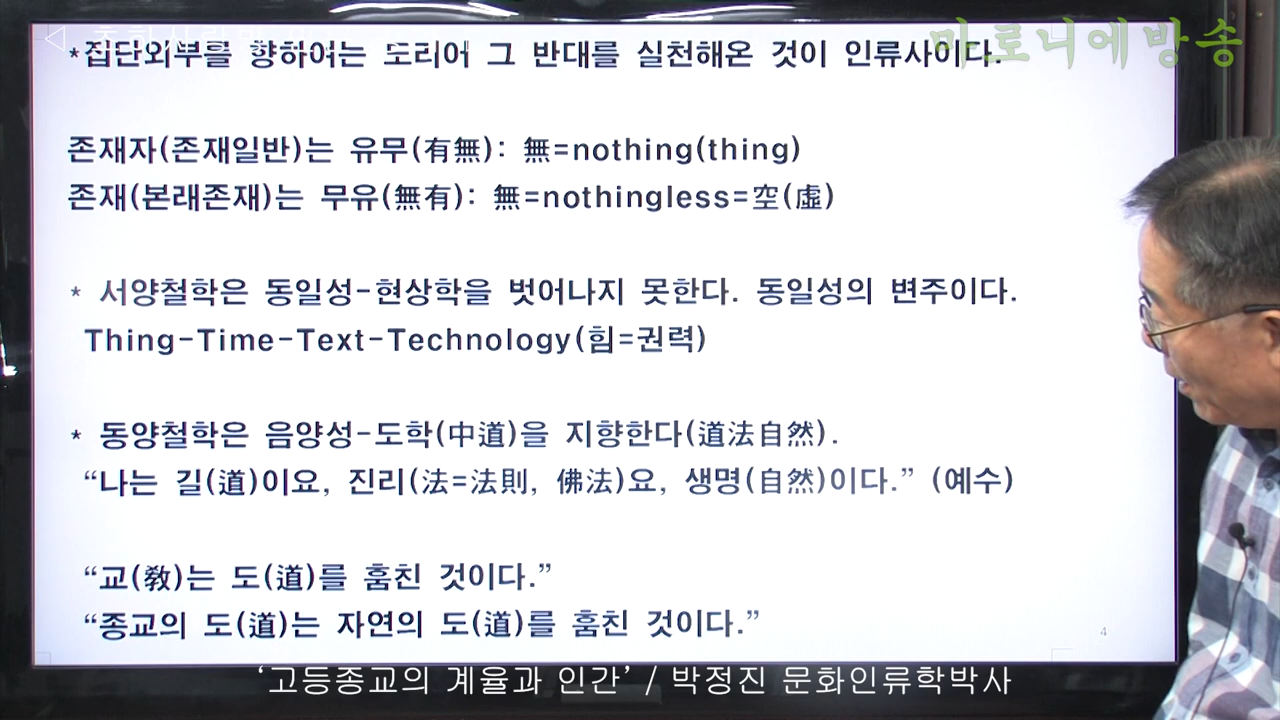 마로니에방송
*집단외부를 향하여는 도리어 그 반대를 실천해온 것이 인류사이다.
존재자(존재일반)는 유무(有無): 無=nothing(thing)
존재(본래존재)는 무유(無有): 無=nothingless=空(虛)
* 서양철학은 동일성-현상학을 벗어나지 못한다. 동일성의 변주이다.
Thing-Time-Text-Technology(힘=권력)
* 동양철학은 음양성-도학(中道)을 지향한다(道法自然).
“나는 길(道)이요, 진리(法=法則, 佛法)요, 생명(自然)이다.” (예수)
“교(敎)는 도(道)를 훔친 것이다.”
“종교의 도(道)는 자연의 도(道)를 훔친 것이다.”
4
‘고등종교의 계율과 인간’ / 박정진 문화인류학박사